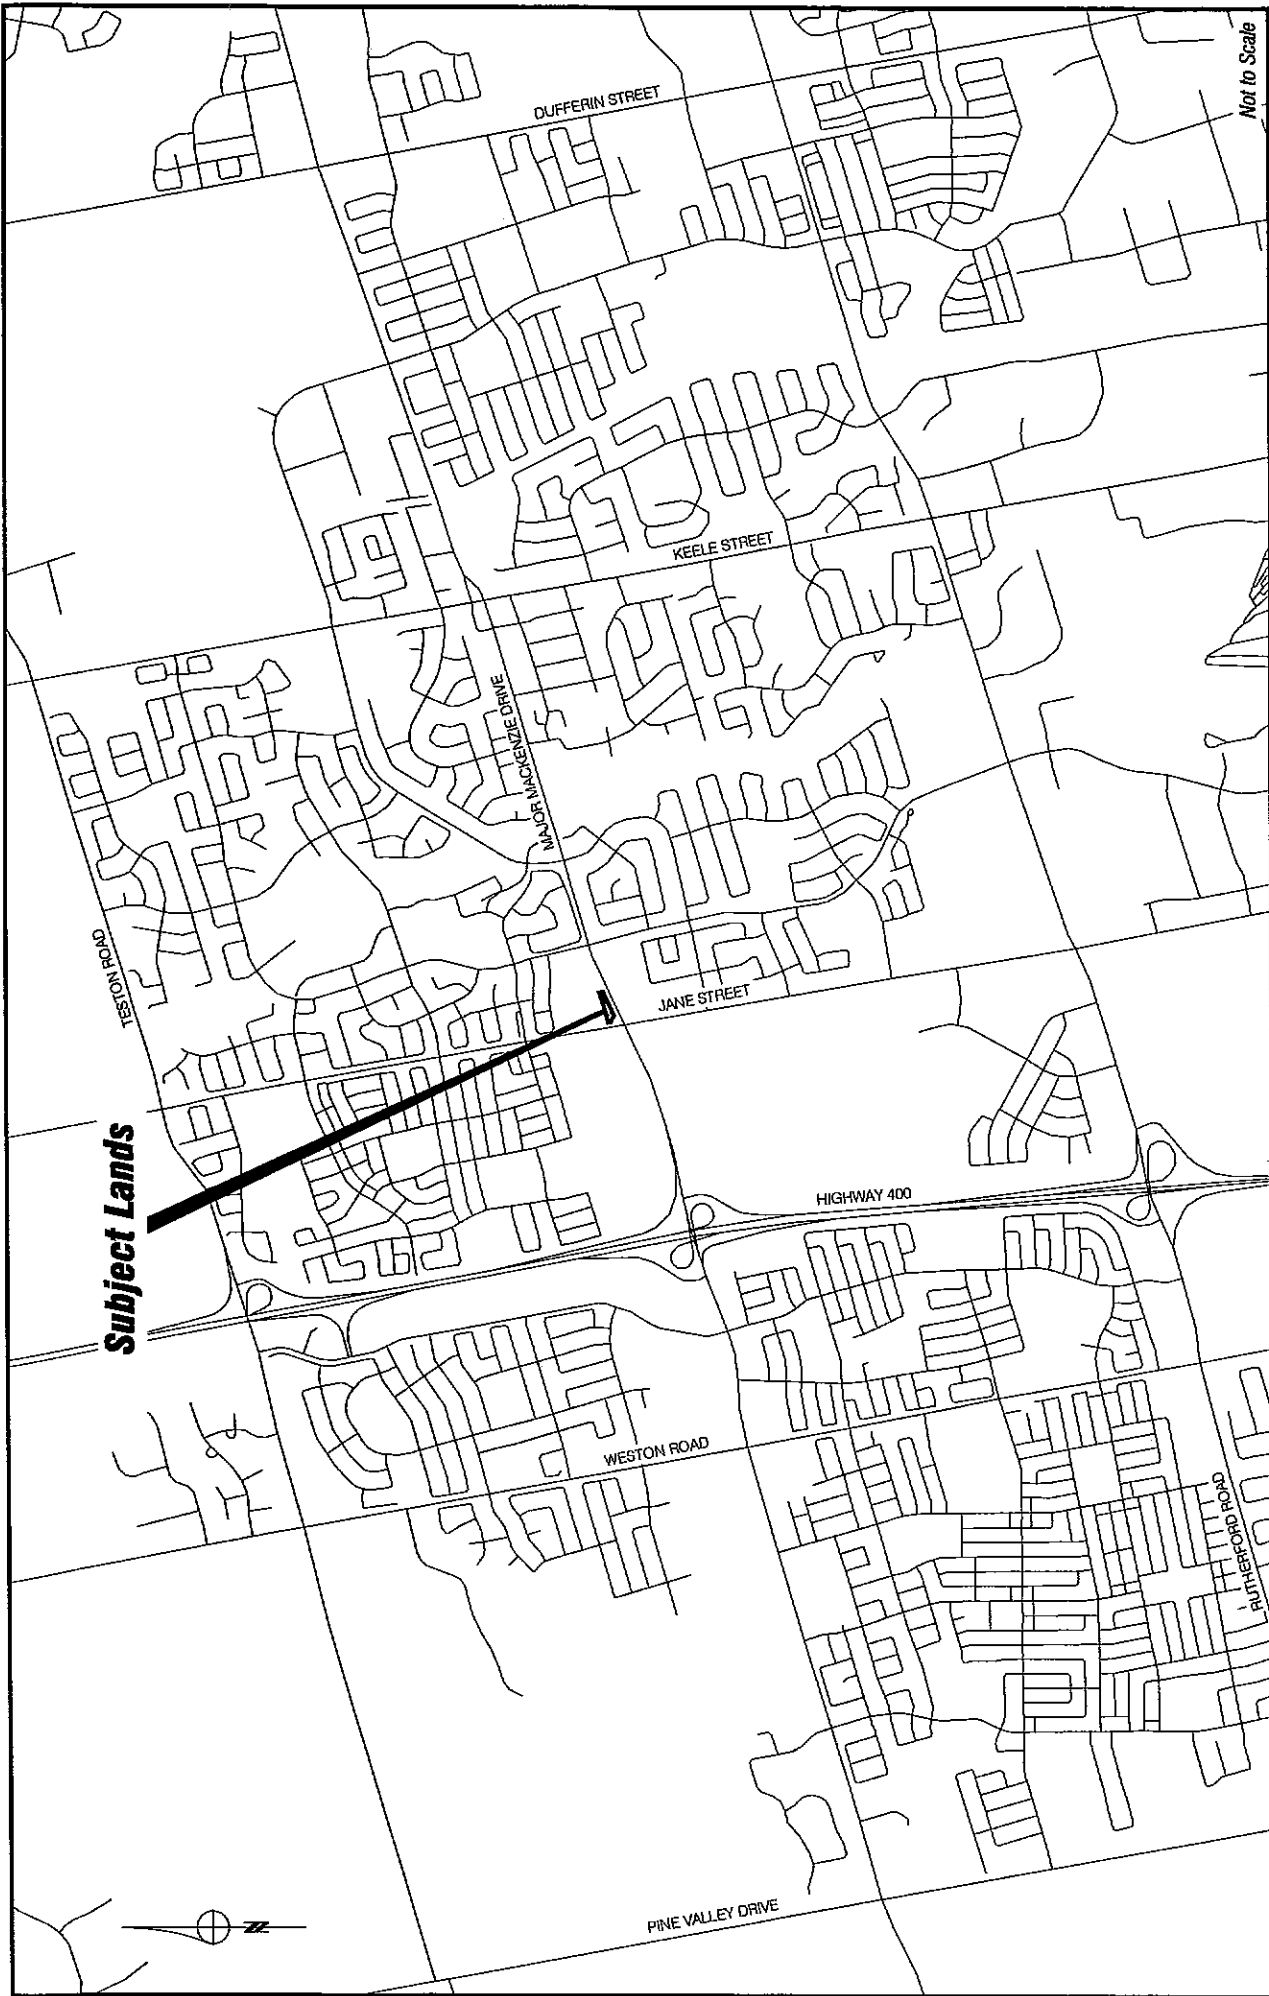 Not to Scale
DUFFERIN STREET
KEELE STREET
MAJOR MACKENZIE DRIVE
TESTON ROAD
JANE STREET
Subject Lands
HIGHWAY 400
WESTON ROAD
RUTHERFORD ROAD
PINE VALLEY DRIVE
N